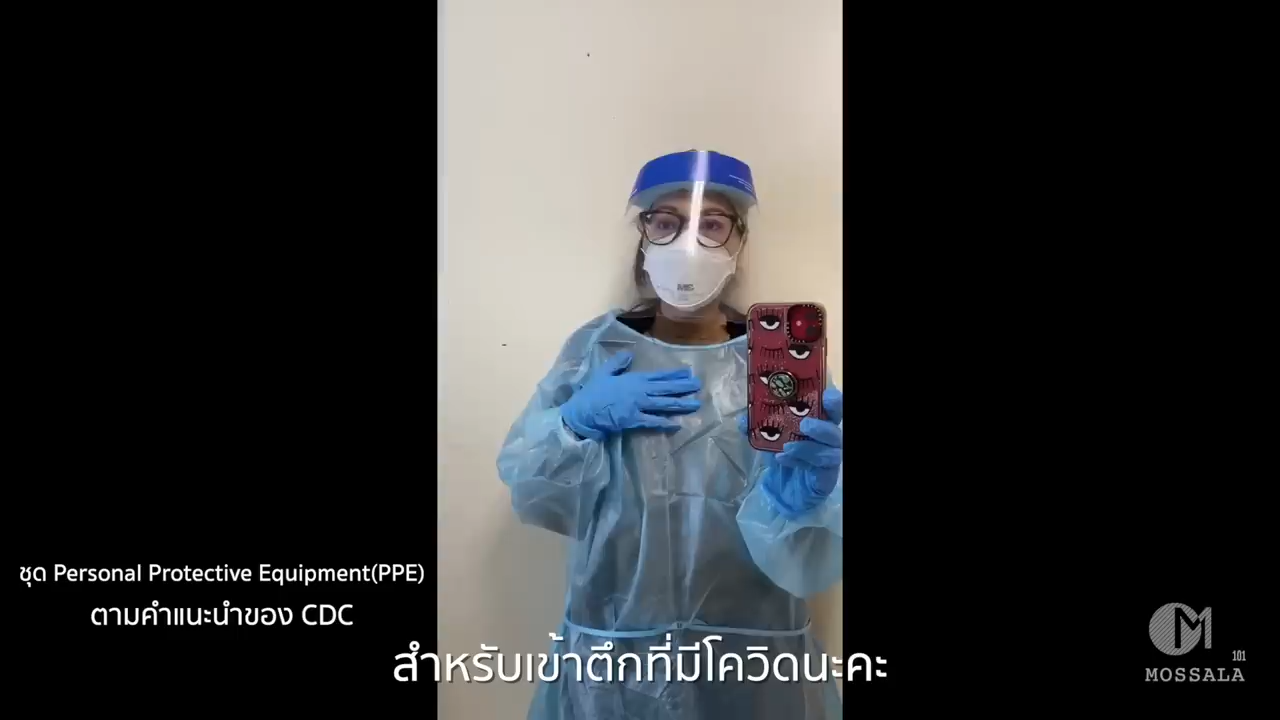 ชุด Personal Protective Equipment(PPE)
ตามคำแนะนำของ CDC
สำหรับเข้าตึกที่มีโควิดนะคะ
CM
101
MOSSALA